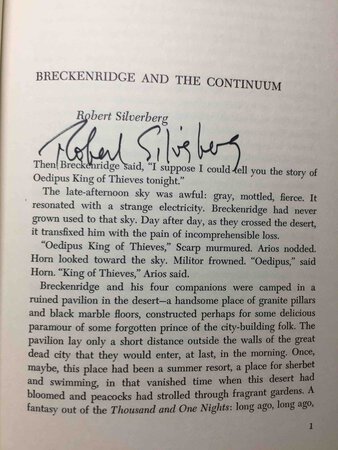 BRECKENRIDGE AND THE CONTINUUM
Robert Silverberg
Robert Silverberg
Then Breckenridge said, “I suppose I could tell you the story of
Oedipus King of Thieves tonight.”
The late-afternoon sky was awful: gray, mottled, fierce. It
resonated with a strange electricity. Breckenridge had never
grown used to that sky. Day after day, as they crossed the desert,
it transfixed him with the pain of incomprehensible loss.
“Oedipus King of Thieves,” Scarp murmured. Arios nodded.
Horn looked toward the sky. Militor frowned. “Oedipus,” said
Horn. “King of Thieves,” Arios said.
Breckenridge and his four companions were camped in a
ruined pavilion in the desert—a handsome place of granite pillars
and black marble floors, constructed perhaps for some delicious
paramour of some forgotten prince of the city-building folk. The
pavilion lay only a short distance outside the walls of the great
dead city that they would enter, at last, in the morning. Once,
maybe, this place had been a summer resort, a place for sherbet
and swimming, in that vanished time when this desert had
bloomed and peacocks had strolled through fragrant gardens. A
fantasy out of the Thousand and One Nights: long ago, long ago,
1